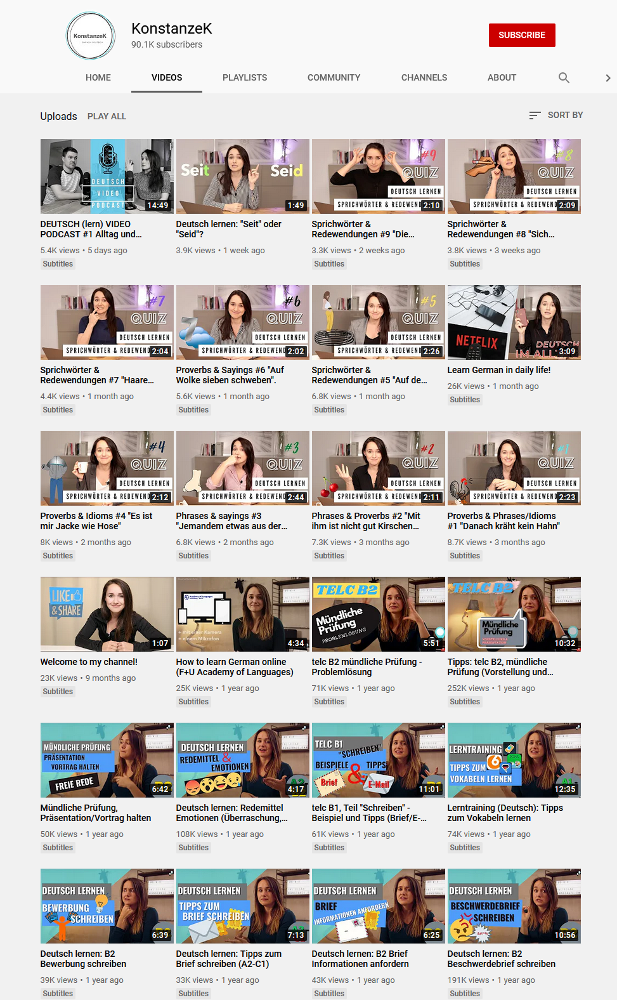 KonstanzeK
KonstanzeK
90.1K subscribers
SUBSCRIBE
HOME VIDEOS PLAYLISTS COMMUNITY CHANNELS ABOUT
Uploads PLAY ALL
SORT BY
DEUTSCH
VIDEO
PODCAST
14:49
DEUTSCH (lern) VIDEO
PODCAST #1 Alltag und...
5.4K views • 5 days ago
Subtitles
Seit Seid
1:49
Deutsch lernen: "Seit" oder
"Seid"?
3.9K views • 1 week ago
#9
QUIZ
DEUTSCH LERNEN
SPRICHWÖRTER & REDEWEND
2:10
Sprichwörter &
Redewendungen #9 "Die...
3.3K views • 2 weeks ago
Subtitles
#8
QUIZ
DEUTSCH LERNEN
SPRICHWÖRTER & REDEWEND
2:09
Sprichwörter &
Redewendungen #8 "Sich...
3.8K views • 3 weeks ago
Subtitles
#7
QUIZ
DEUTSCH LERNEN
SPRICHWÖRTER & REDEWEND
2:04
Sprichwörter &
Redewendungen #7 "Haare...
4.4K views • 1 month ago
Subtitles
#6
QUIZ
7
DEUTSCH LERNEN
SPRICHWÖRTER & REDEWEND
2:02
Proverbs & Sayings #6 "Auf
Wolke sieben schweben".
5.6K views • 1 month ago
Subtitles
#5
QUIZ
DEUTSCH LERNEN
SPRICHWÖRTER & REDEWEND
2:26
Sprichwörter &
Redewendungen #5 "Auf de...
6.8K views • 1 month ago
Subtitles
NETFLIX
DEUTSCH
IM ALL
3:09
Learn German in daily life!
26K views • 1 month ago
Subtitles
#4
QUIZ
DEUTSCH LERNEN
SPRICHWÖRTER & REDEWEND
2:12
Proverbs & Idioms #4 "Es ist
mir Jacke wie Hose"
8K views • 2 months ago
Subtitles
#3
QUIZ
DEUTSCH LERNEN
SPRICHWÖRTER & REDEWEND
2:44
Phrases & sayings #3
"Jemandem etwas aus der...
6.8K views • 2 months ago
Subtitles
#2
QUIZ
DEUTSCH LERNEN
SPRICHWÖRTER & REDEWEND
2:11
Phrases & Proverbs #2 "Mit
ihm ist nicht gut Kirschen...
7.3K views • 3 months ago
Subtitles
#1
QUIZ
DEUTSCH LERNEN
SPRICHWÖRTER & REDEWEND
2:23
Proverbs & Phrases/Idioms
#1 "Danach kräht kein Hahn"
8.7K views • 3 months ago
Subtitles
LIKE
& SHARE
1:07
Welcome to my channel!
23K views • 9 months ago
Subtitles
Academy of Languages
+ mit einer Kamera
+ einem Mikrofon
4:34
How to learn German online
(F+U Academy of Languages)
25K views • 1 year ago
Subtitles
TELC B2
Mündliche
Prüfung
PROBLEMLÖSUNG
5:51
telc B2 mündliche Prüfung -
Problemlösung
71K views • 1 year ago
Subtitles
TELC B2
Mündliche
Prüfung
VORSTELLUNG &
PRÄSENTATION
10:32
Tipps: telc B2, mündliche
Prüfung (Vorstellung und...
252K views • 1 year ago
Subtitles
MÜNDLICHE PRÜFUNG
PRÄSENTATION
VORTRAG HALTEN
FREIE REDE
6:42
Mündliche Prüfung,
Präsentation/Vortrag halten
50K views • 1 year ago
Subtitles
DEUTSCH LERNEN
REDEMITTEL &
EMOTIONEN
4:17
Deutsch lernen: Redemittel
Emotionen (Überraschung,...
108K views • 1 year ago
Subtitles
TELC B1
"SCHREIBEN"
BEISPIELE & TIPPS
Brief E-Mail
11:01
telc B1, Teil "Schreiben" -
Beispiel und Tipps (Brief/E-...
61K views • 1 year ago
Subtitles
LERNTRAINING
TIPPS ZUM
VOKABELN LERNEN
12:35
Lerntraining (Deutsch): Tipps
zum Vokabeln lernen
74K views • 1 year ago
Subtitles
DEUTSCH LERNEN
BEWERBUNG
SCHREIBEN
6:39
Deutsch lernen: B2
Bewerbung schreiben
39K views • 1 year ago
Subtitles
DEUTSCH LERNEN
TIPPS ZUM
BRIEF SCHREIBEN
7:13
Deutsch lernen: Tipps zum
Brief schreiben (A2-C1)
33K views • 1 year ago
Subtitles
DEUTSCH LERNEN
BRIEF
INFORMATIONEN ANFORDERN
6:25
Deutsch lernen: B2 Brief
Informationen anfordern
43K views • 1 year ago
Subtitles
DEUTSCH LERNEN
BESCHWERDEBRIEF
SCHREIBEN
10:56
Deutsch lernen: B2
Beschwerdebrief schreiben
191K views • 1 year ago
Subtitles